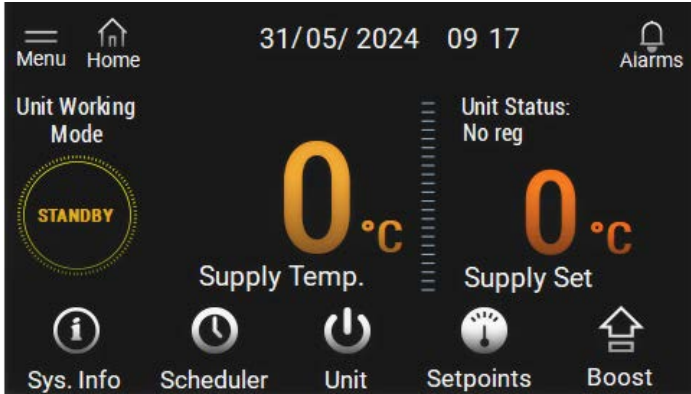 31/05/2024 09 17
Menu Home Alarms
Unit Working
Mode
STANDBY
0 °C
Supply Temp.
Unit Status:
No reg
0 °C
Supply Set
Sys. Info Scheduler Unit Setpoints Boost